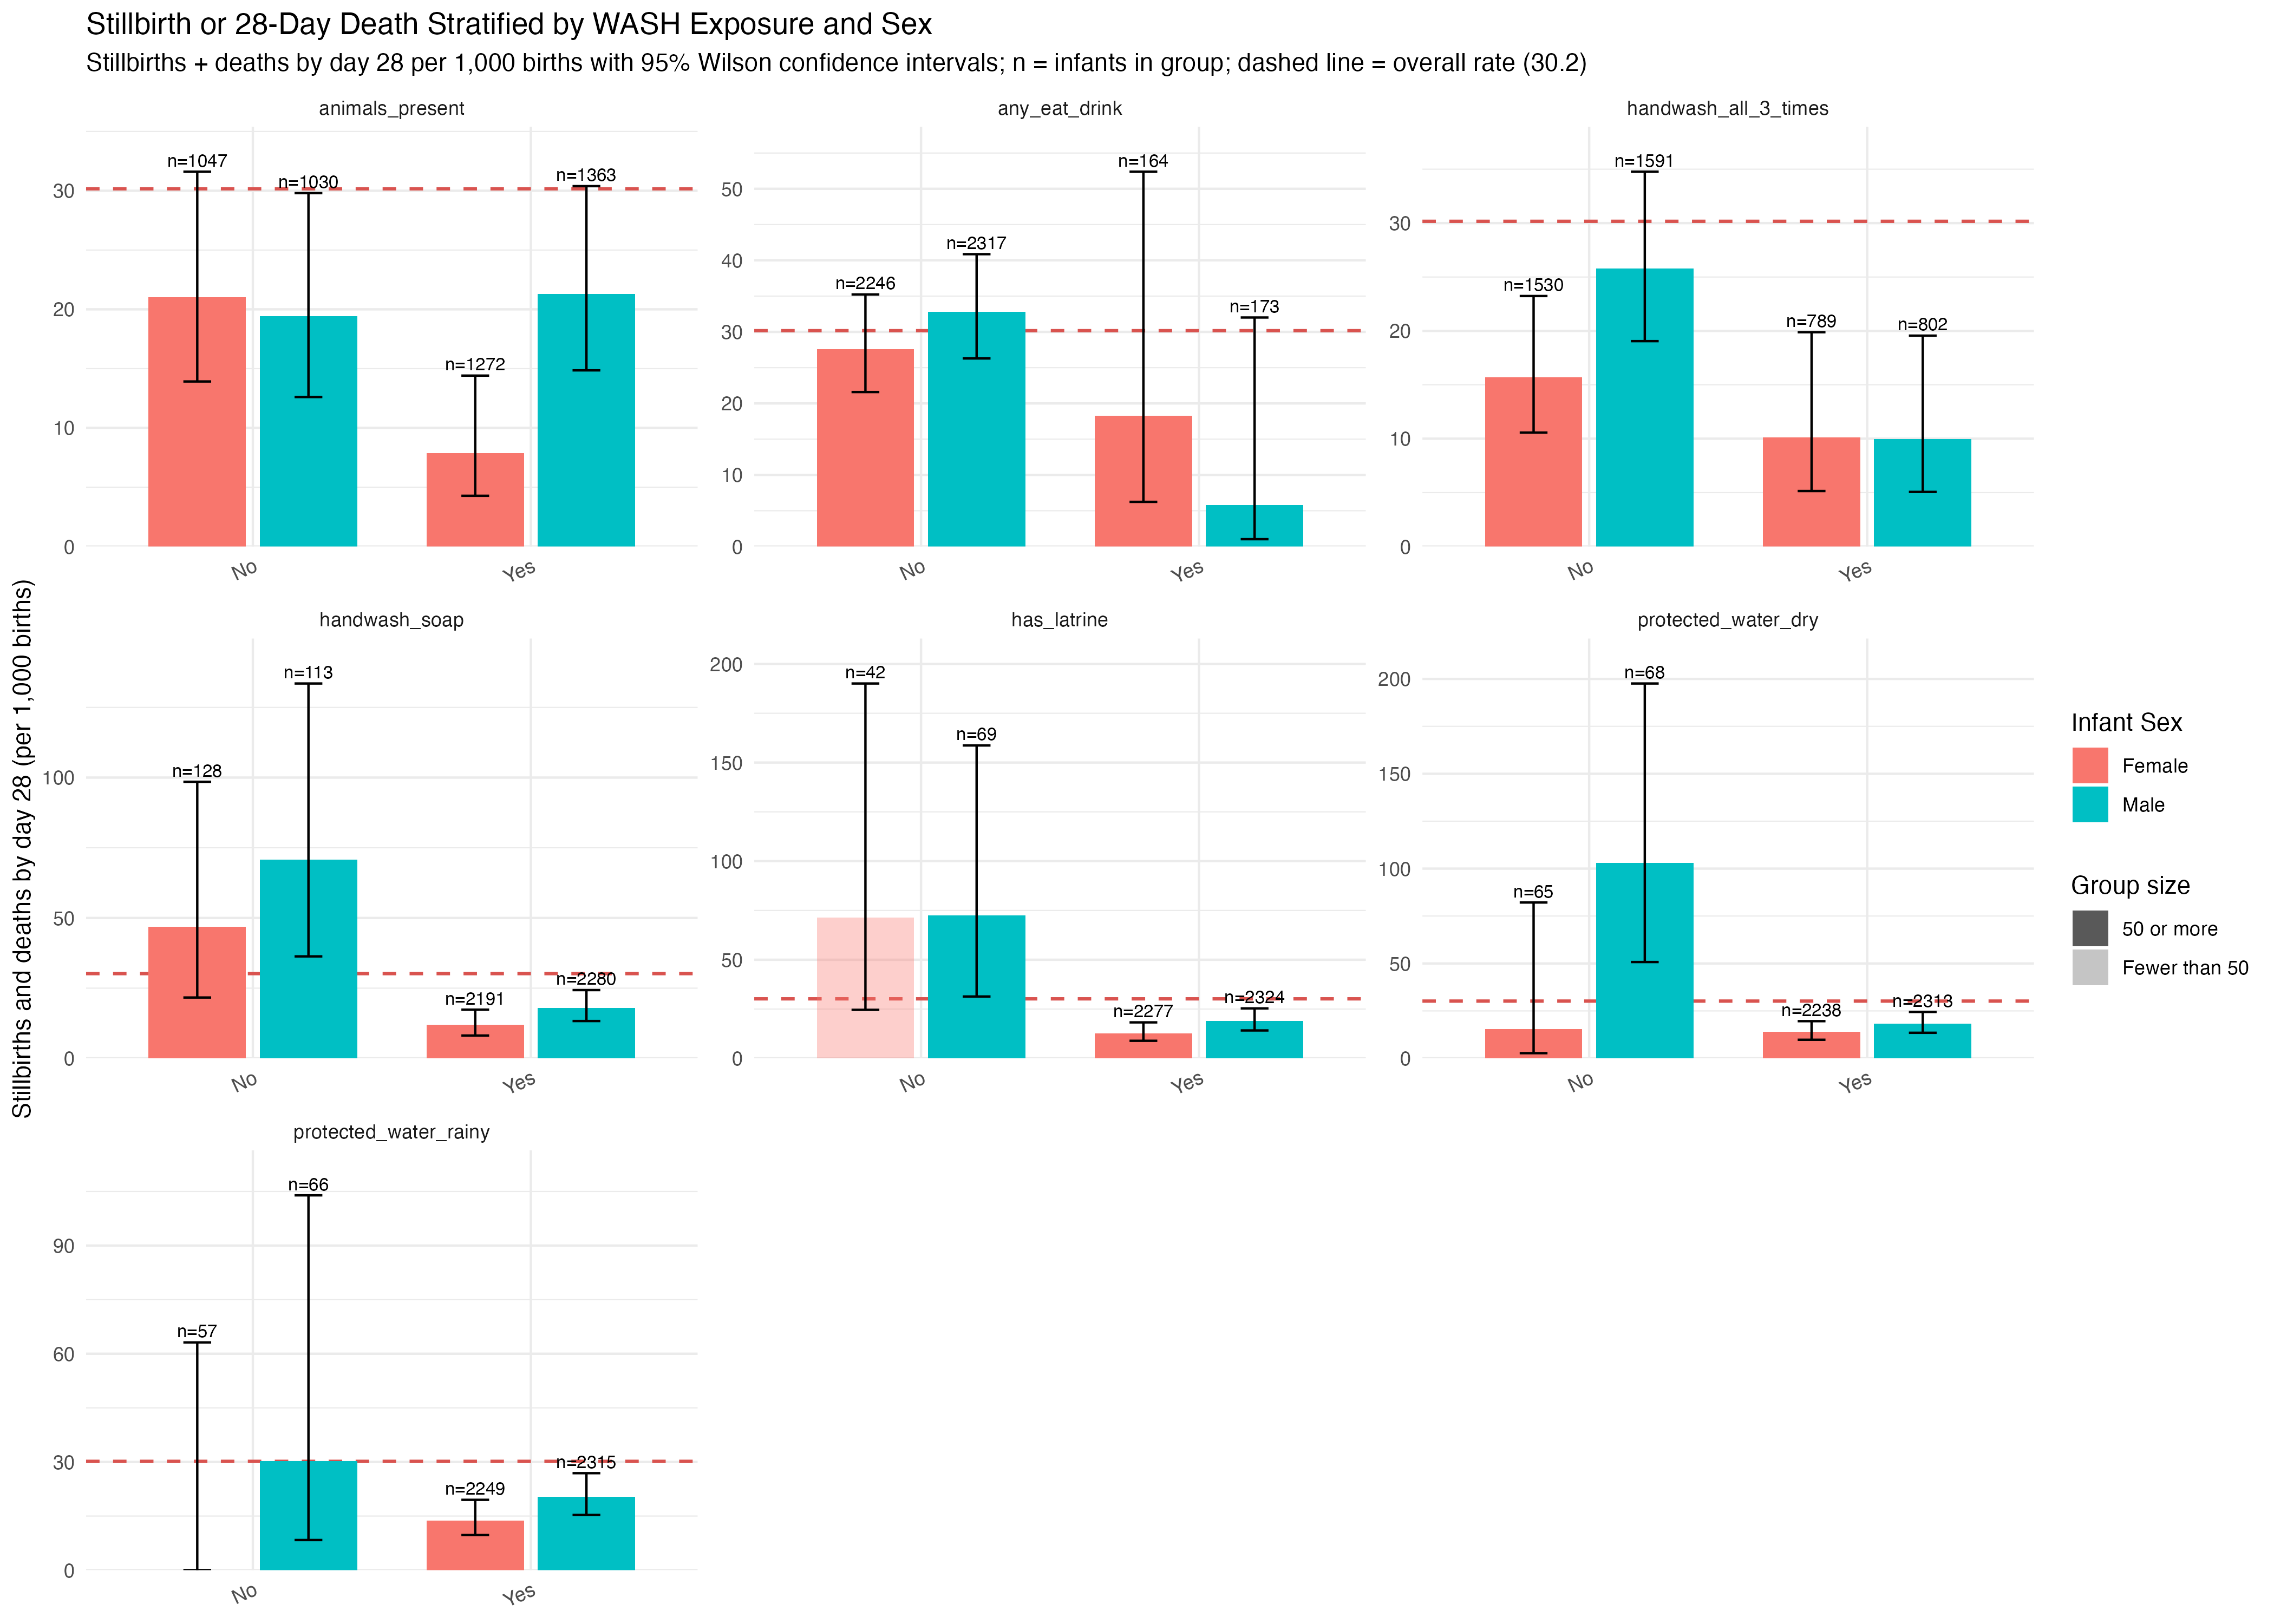 Stillbirth or 28-Day Death Stratified by WASH Exposure and Sex
Stillbirths + deaths by day 28 per 1,000 births with 95% Wilson confidence intervals; n = infants in group; dashed line = overall rate (30.2)
Stillbirths and deaths by day 28 (per 1,000 births)
animals_present
30
20
10
0
n=1047
n=1030
n=1272
n=1363
No
Yes
any_eat_drink
50
40
30
20
10
0
n=2246
n=2317
n=164
n=173
No
Yes
handwash_all_3_times
30
20
10
0
n=1530
n=1591
n=789
n=802
No
Yes
handwash_soap
100
50
0
n=128
n=113
n=2191
n=2280
No
Yes
has_latrine
200
150
100
50
0
n=42
n=69
n=2277
n=2324
No
Yes
protected_water_dry
200
150
100
50
0
n=65
n=68
n=2238
n=2313
No
Yes
protected_water_rainy
90
60
30
0
n=57
n=66
n=2249
n=2315
No
Yes
Infant Sex
Female
Male
Group size
50 or more
Fewer than 50